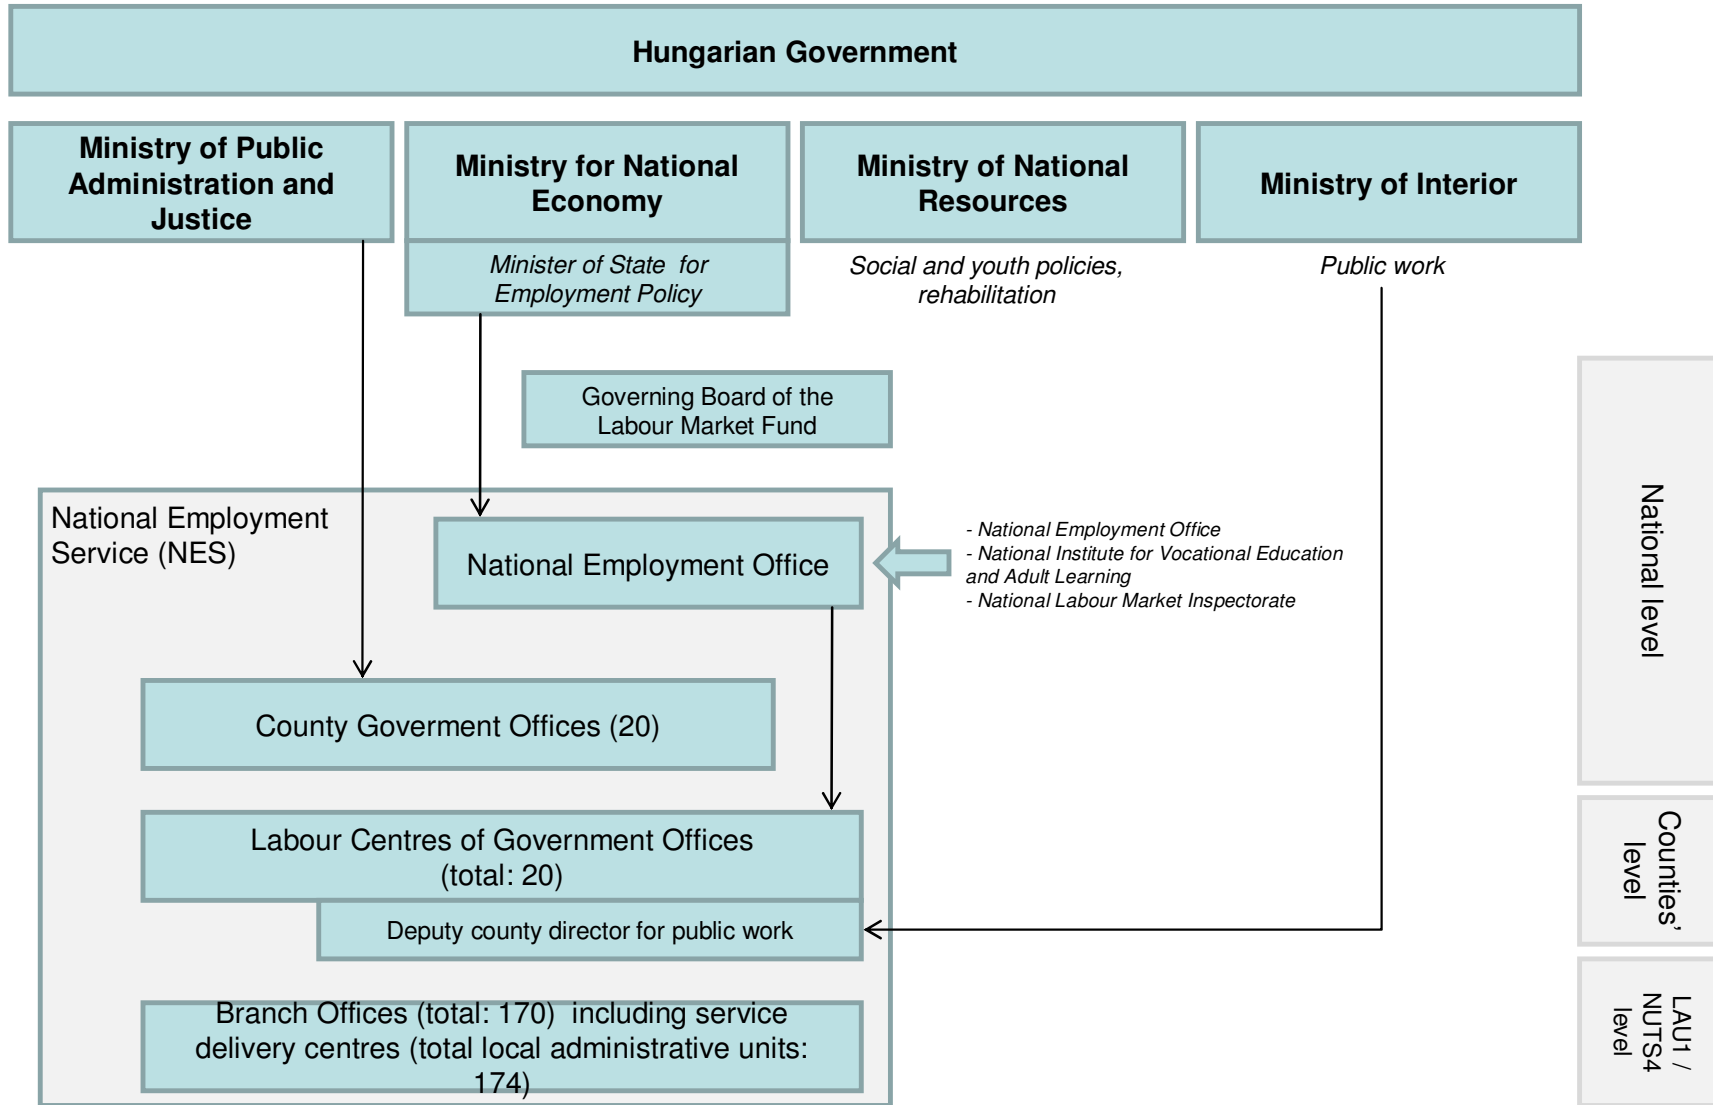 Hungarian Government
Ministry of Public
Administration and
Justice
Ministry for National
Economy
Ministry of National
Resources
Ministry of Interior
Minister of State for
Employment Policy
Social and youth policies,
rehabilitation
Public work
Governing Board of the
Labour Market Fund
National Employment
Service (NES)
National Employment Office
- National Employment Office
- National Institute for Vocational Education
and Adult Learning
- National Labour Market Inspectorate
National level
County Goverment Offices (20)
Labour Centres of Government Offices
(total: 20)
Counties’
level
Deputy county director for public work
Branch Offices (total: 170) including service
delivery centres (total local administrative units:
174)
LAU1 /
NUTS4
level